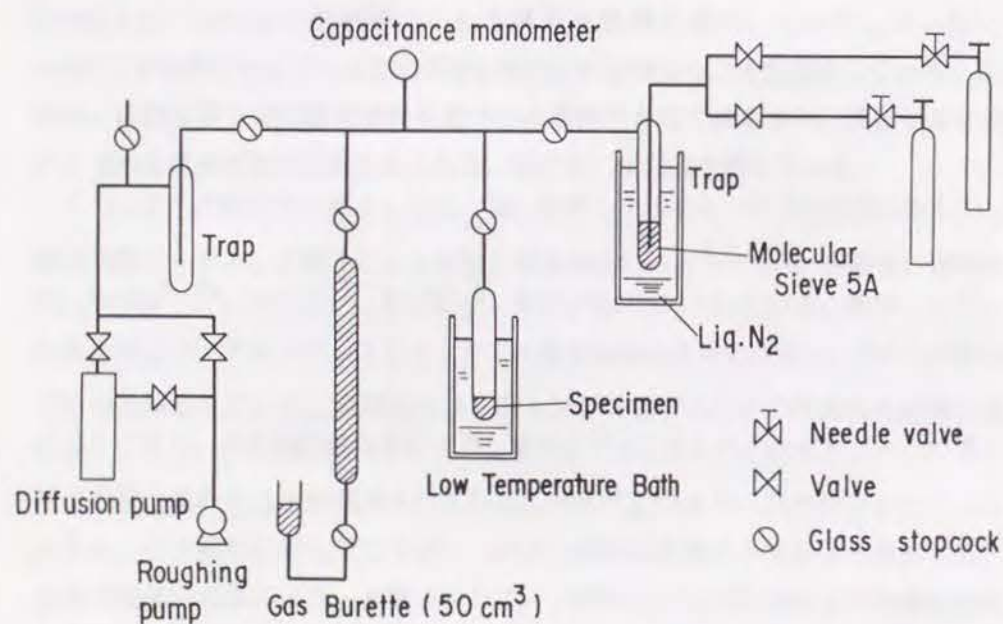 Capacitance manometer
Trap
Trap
Molecular
Sieve 5A
Liq. N2
Specimen
Low Temperature Bath
Diffusion pump
Roughing
pump
Gas Burette ( 50 cm³)
Needle valve
Valve
Glass stopcock